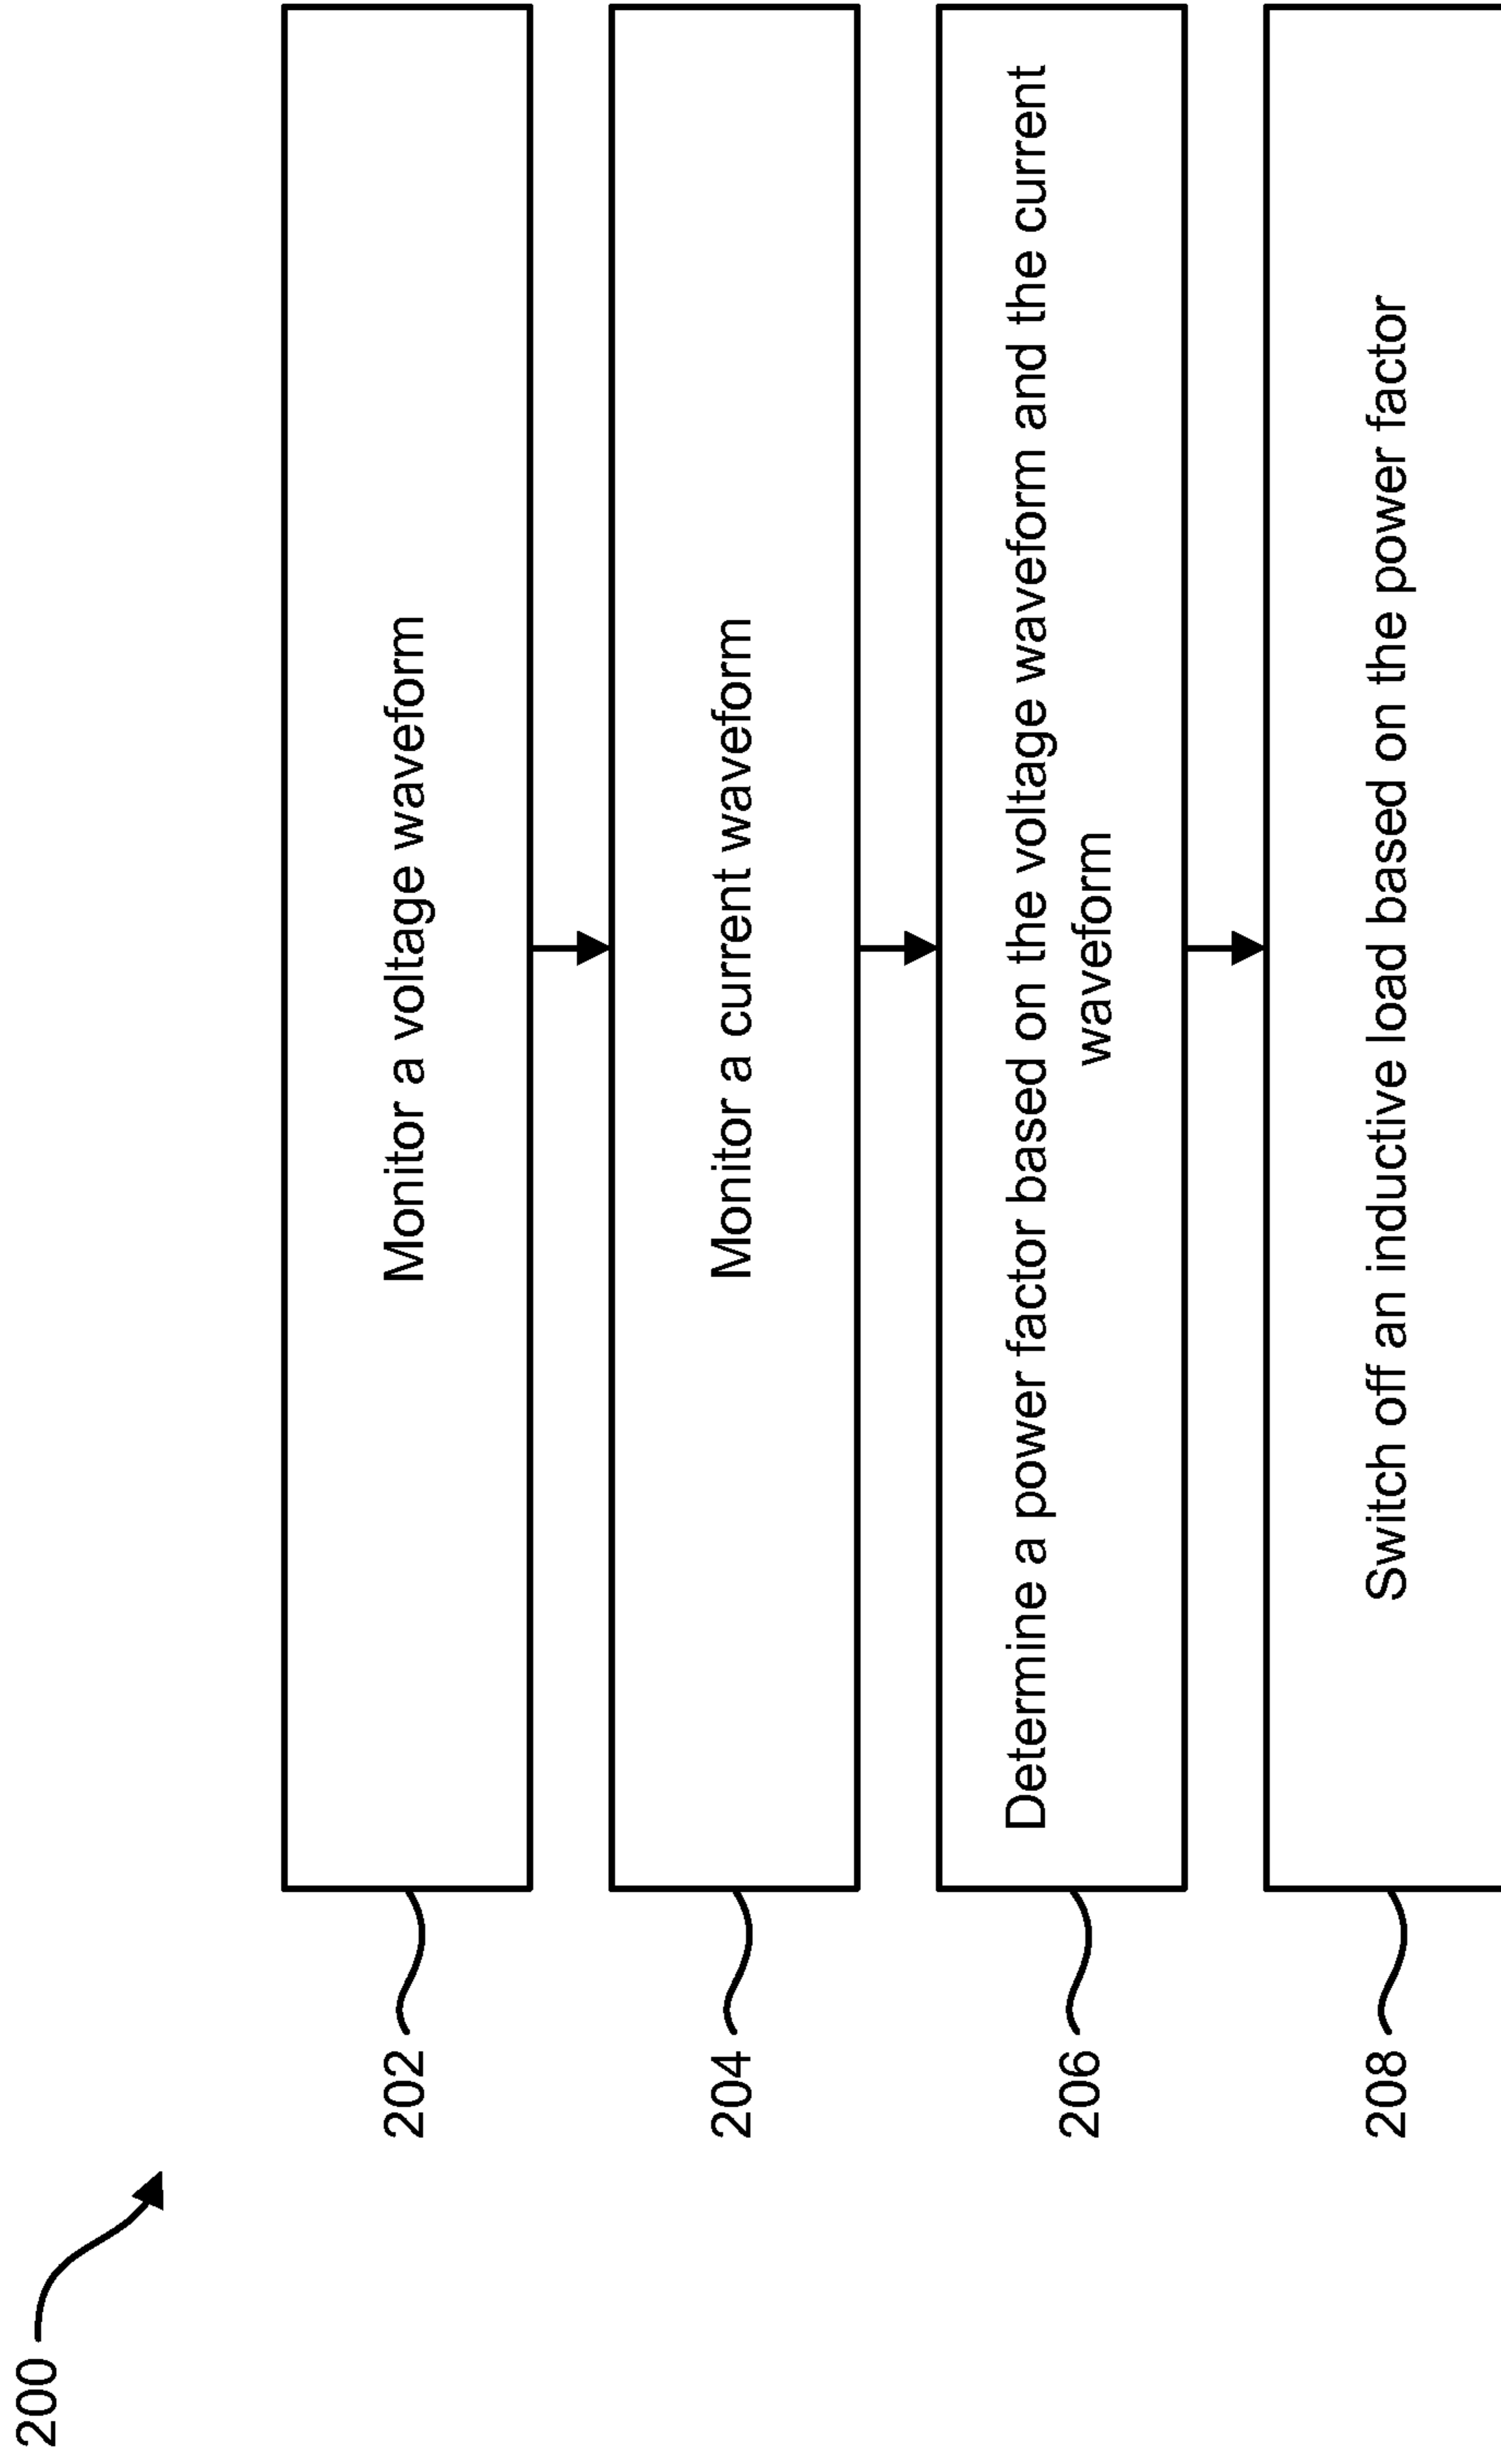 200
202
Monitor a voltage waveform
204
Monitor a current waveform
206
Determine a power factor based on the voltage waveform and the current
waveform
208
Switch off an inductive load based on the power factor